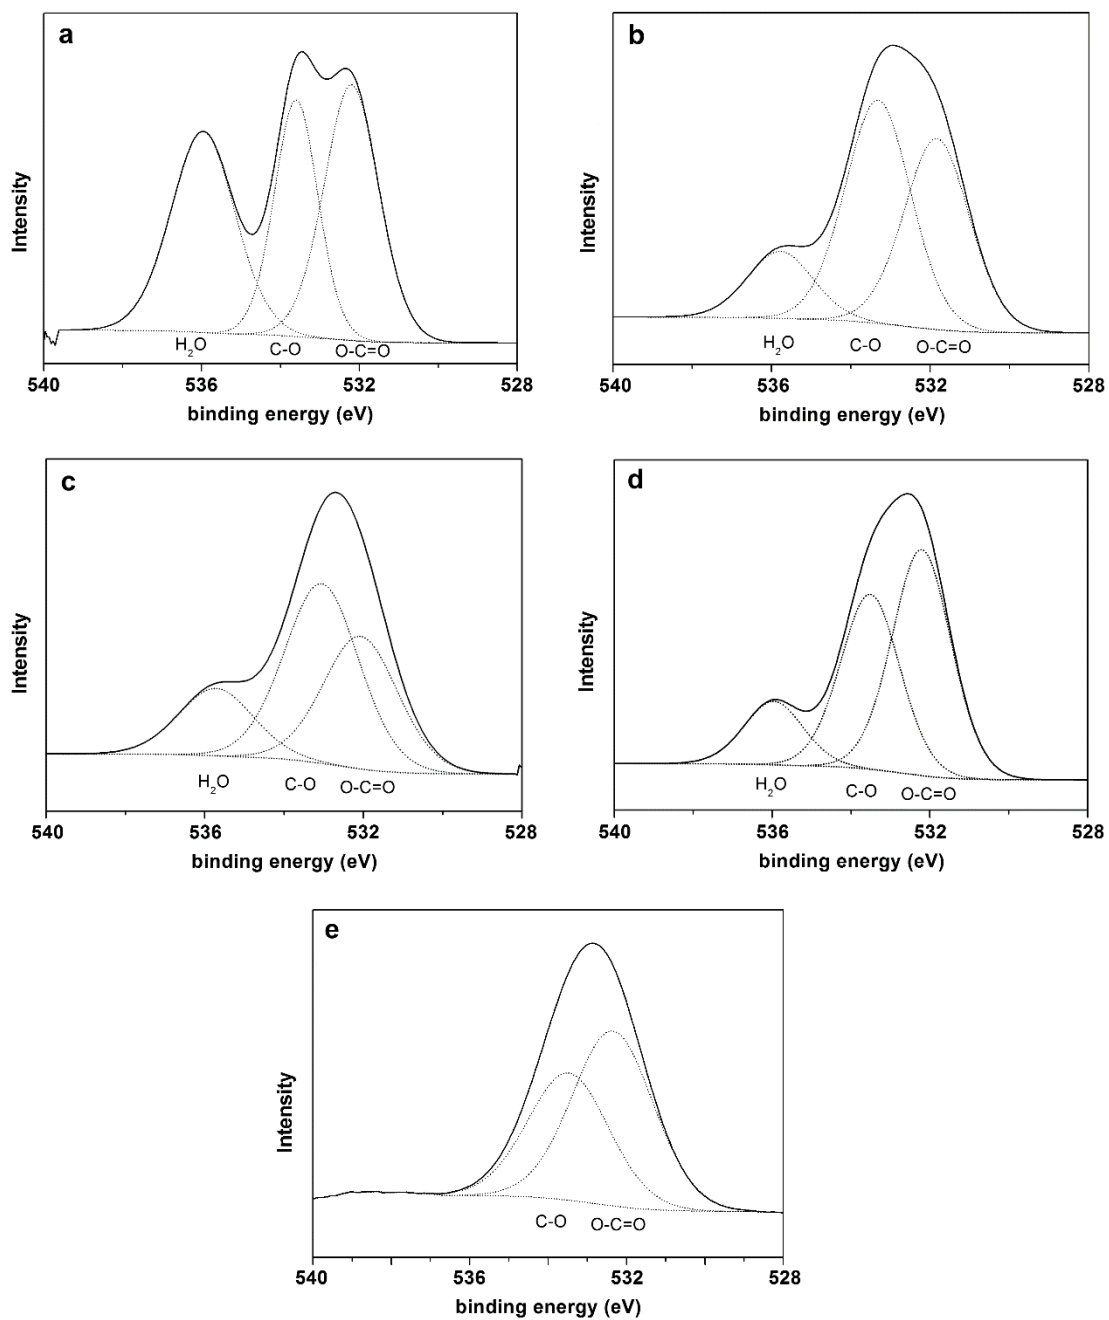 a
Intensity
H₂O C-O O-C=O
540 536 532 528
binding energy (eV)
b
Intensity
H₂O C-O O-C=O
540 536 532 528
binding energy (eV)
c
Intensity
H₂O C-O O-C=O
540 536 532 528
binding energy (eV)
d
Intensity
H₂O C-O O-C=O
540 536 532 528
binding energy (eV)
e
Intensity
C-O O-C=O
540 536 532 528
binding energy (eV)